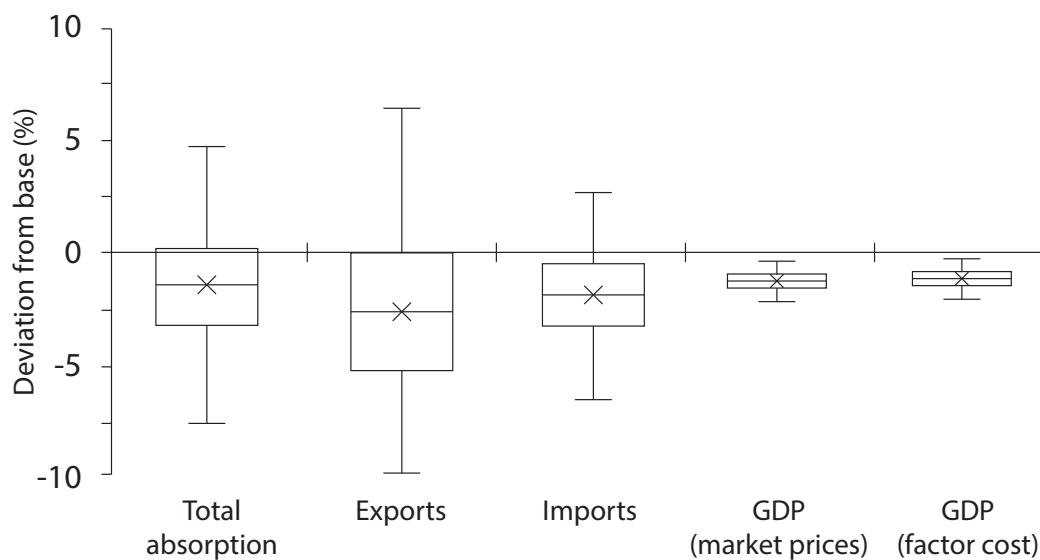 10
5
0
-5
-10
Deviation from base (%)
Total
absorption
Exports
Imports
GDP
(market prices)
GDP
(factor cost)